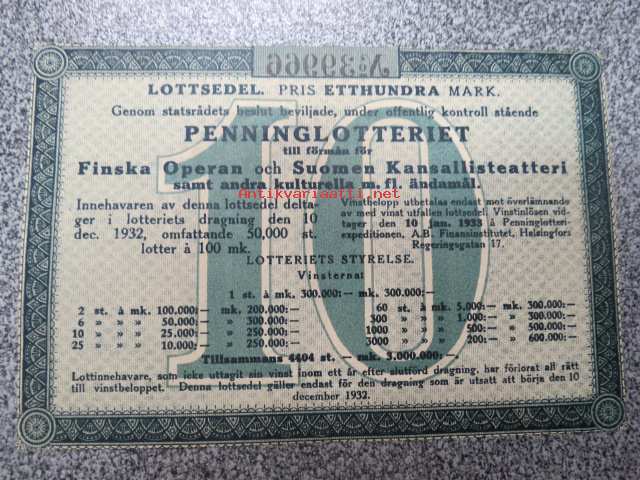 № 39966
LOTTSEDEL. PRIS ETTHUNDRA MARK.
Genom statsrådets beslut beviljade, under offentlig kontroll stående
PENNINGLOTTERIET
till förmån för
Finska Operan och Suomen Kansallisteatteri
samt andra kulturella m. fl. ändamål.
Antikvariaatti.net
Innehavaren av denna lottsedel deltager i lotteriets dragning den 10
dec. 1932, omfattande 50,000 st.
lotter à 100 mk.
Vinstbelopp utbetalas endast mot överlämnande
av med vinst utfallen lottsedel. Vinstinlösen vidtager den 10 jan. 1933 å Penninglotteriexpeditionen, A.B. Finansinstitutet, Helsingfors
Regeringsgatan 17.
LOTTERIETS STYRELSE.
Vinsterna:
1 st. à mk. 300.000:— mk. 300.000:—
2 st. à mk. 100.000:— mk. 200.000:—
6 » » » 50.000:— » 300.000:—
10 » » » 25.000:— » 250.000:—
25 » » » 10.000:— » 250.000:—
60 st. à mk. 5.000:— mk. 300.000:—
300 » » 1.000:— » 300.000:—
1000 » » 500:— » 500.000:—
3000 » » 200:— » 600.000:—
Tillsammans 4404 st. — mk. 3.000.000:—
Lottinnehavare, som icke uttagit sin vinst inom ett år efter slutförd dragning, har förlorat all rätt
till vinstbeloppet. Denna lottsedel gäller endast för den dragning som är utsatt att börja den 10
december 1932.
10